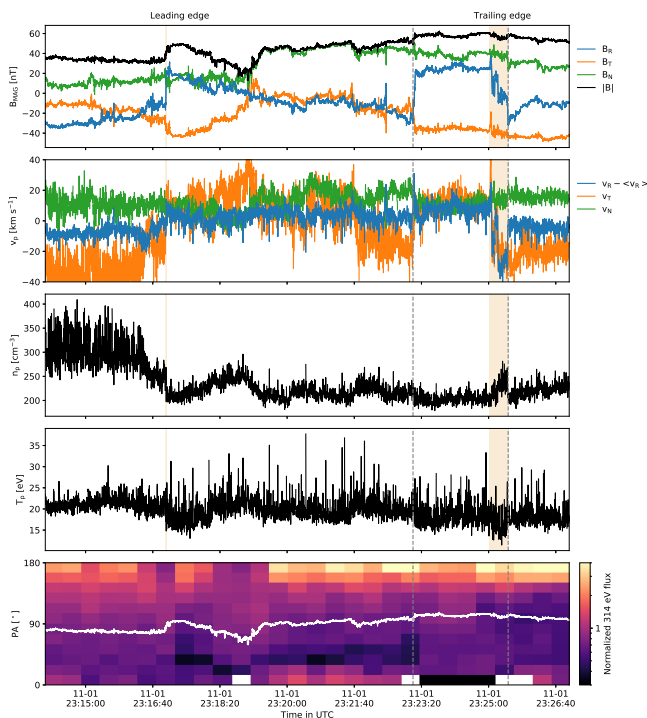 Leading edge
Trailing edge
60
40
20
0
−20
−40
B_MAG [nT]
B_R
B_T
B_N
|B|
40
20
0
−20
−40
v_p [km s⁻¹]
v_R − <v_R >
v_T
v_N
400
350
300
250
200
n_p [cm⁻³]
35
30
25
20
15
T_p [eV]
180
90
0
PA [°]
1
Normalized 314 eV flux
11-01 11-01 11-01 11-01 11-01 11-01 11-01 11-01
23:15:00 23:16:40 23:18:20 23:20:00 23:21:40 23:23:20 23:25:00 23:26:40
Time in UTC